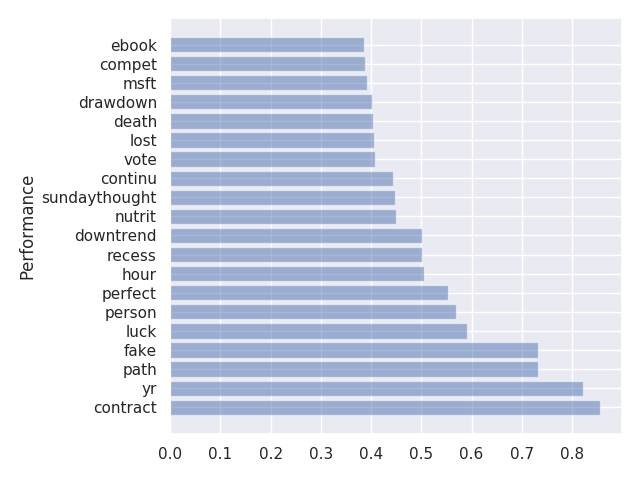 Performance
ebook
compet
msft
drawdown
death
lost
vote
continu
sundaythought
nutrit
downtrend
recess
hour
perfect
person
luck
fake
path
yr
contract
0.0 0.1 0.2 0.3 0.4 0.5 0.6 0.7 0.8